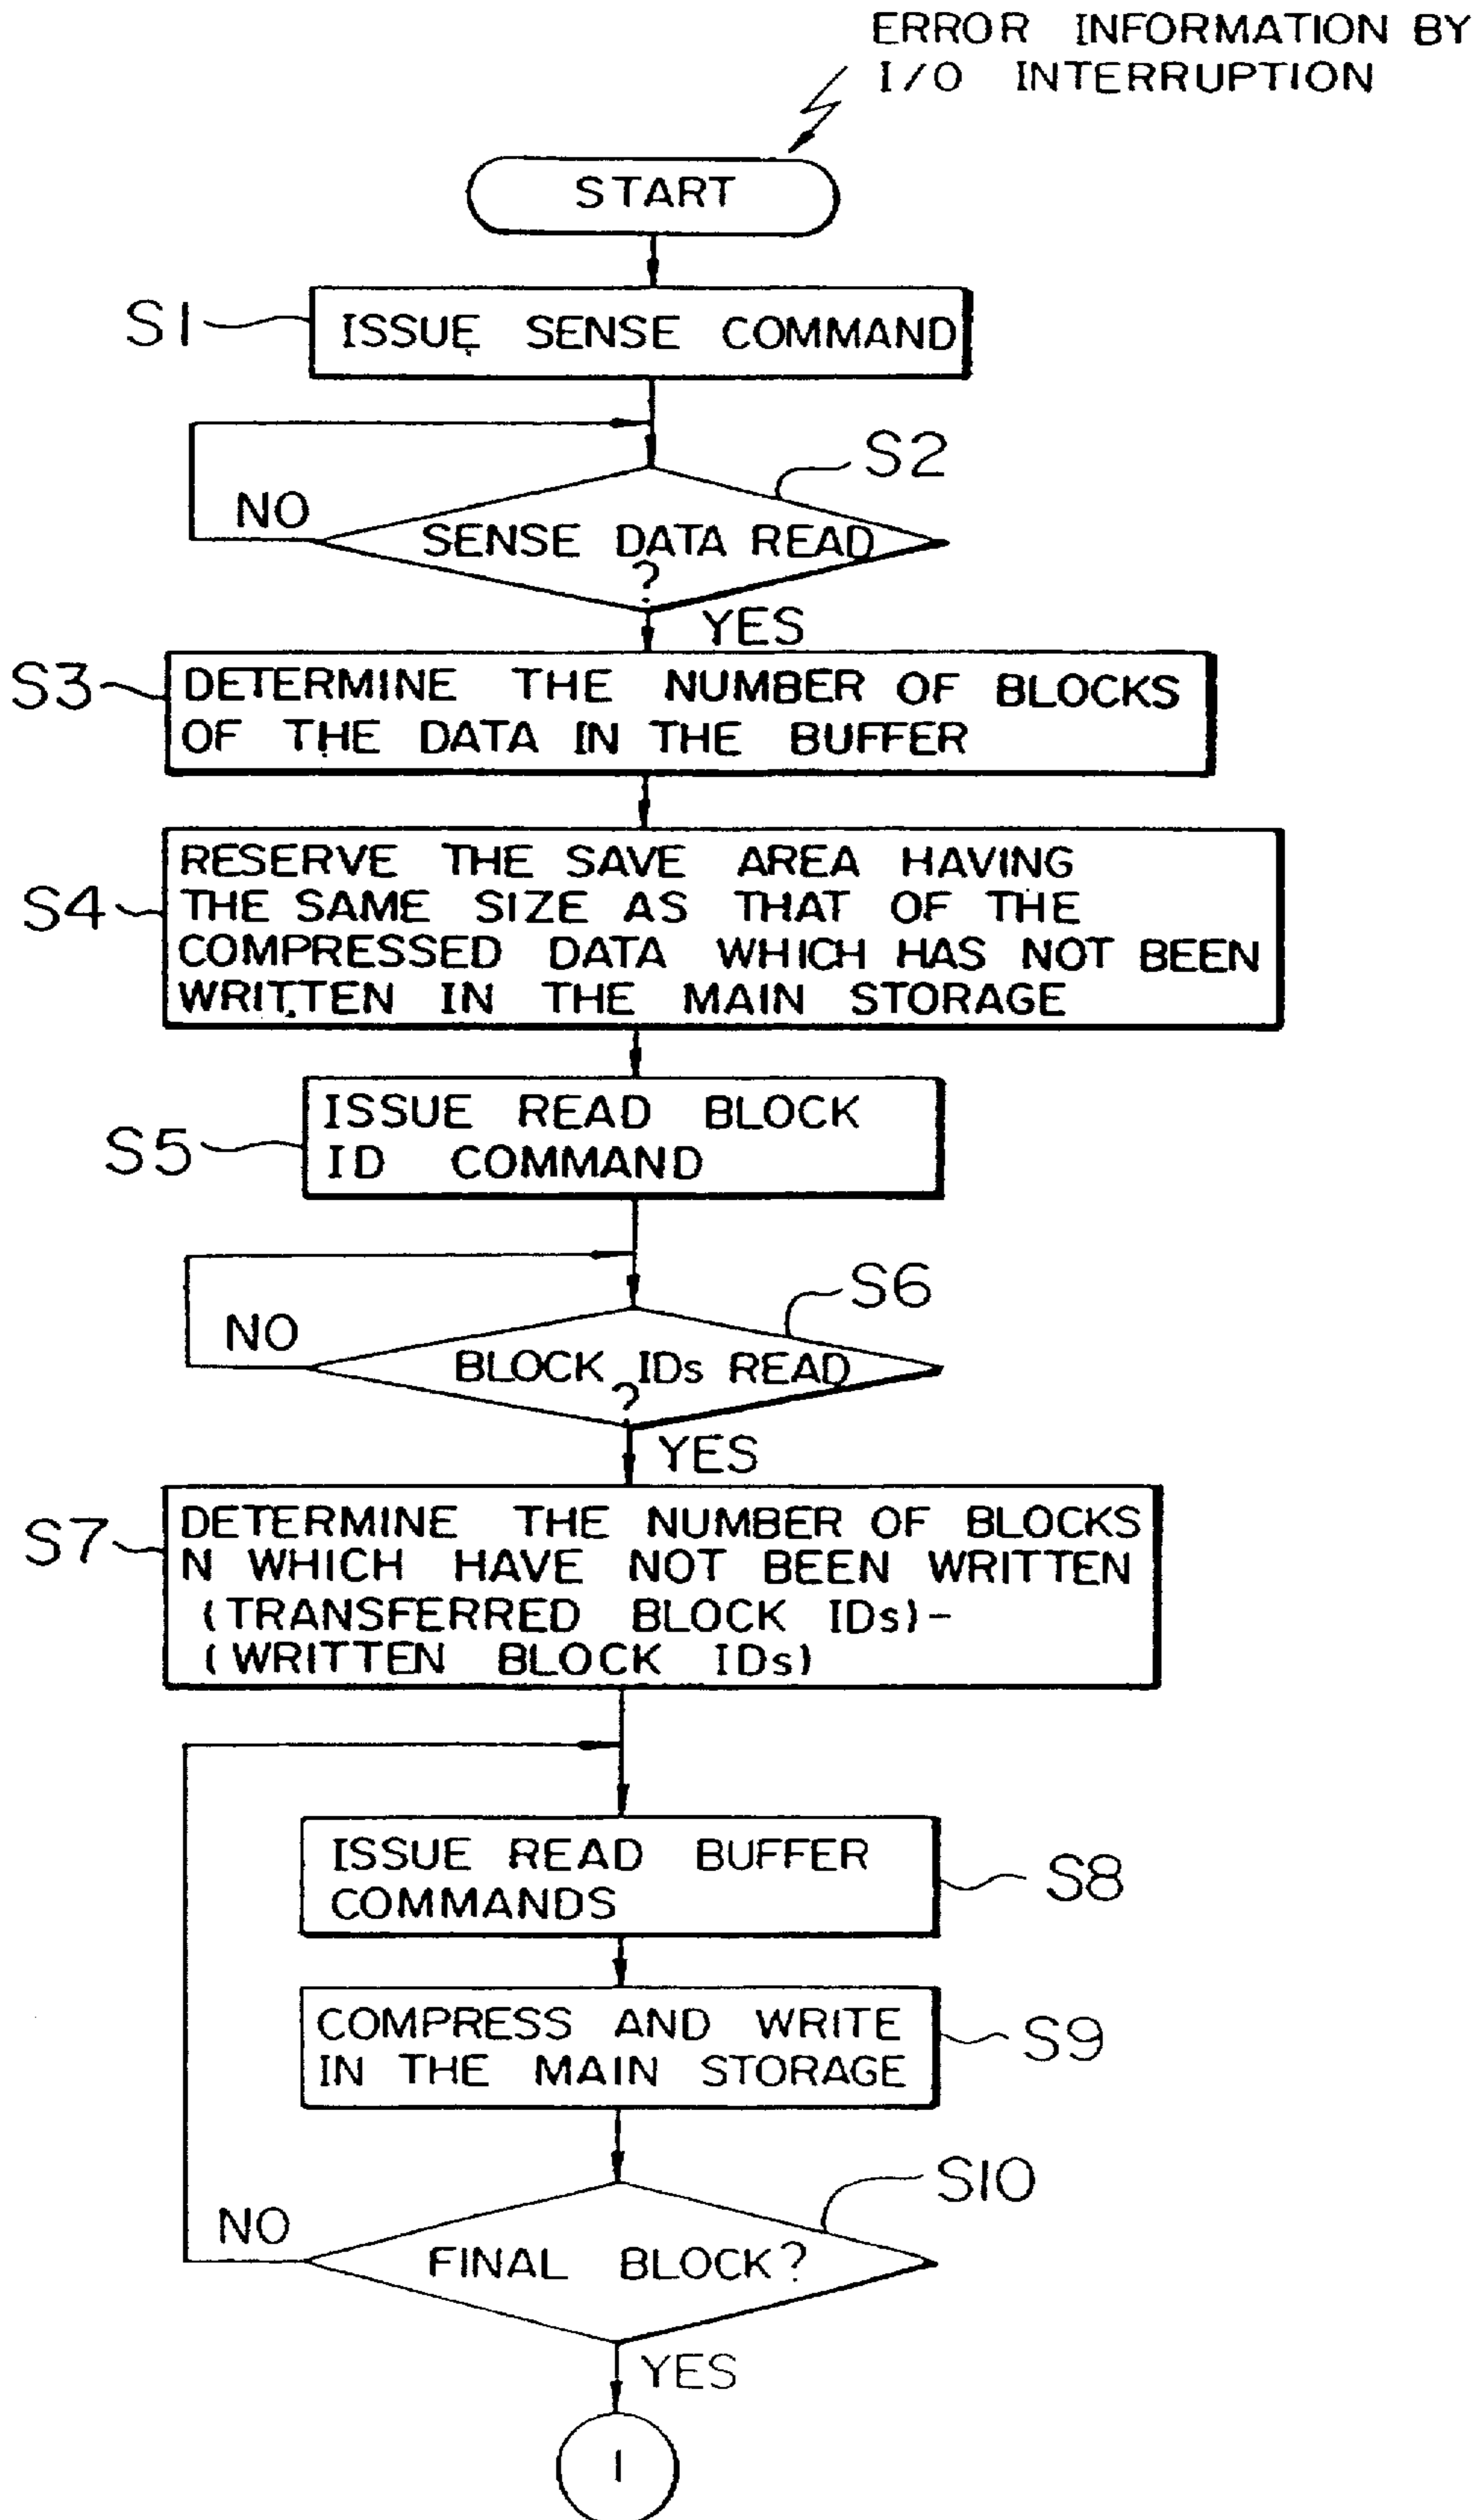 ERROR INFORMATION BY
I/O INTERRUPTION
START
S1
ISSUE SENSE COMMAND
S2
NO
SENSE DATA READ
?
YES
S3
DETERMINE THE NUMBER OF BLOCKS
OF THE DATA IN THE BUFFER
S4
RESERVE THE SAVE AREA HAVING
THE SAME SIZE AS THAT OF THE
COMPRESSED DATA WHICH HAS NOT BEEN
WRITTEN IN THE MAIN STORAGE
S5
ISSUE READ BLOCK
ID COMMAND
S6
NO
BLOCK IDs READ
?
YES
S7
DETERMINE THE NUMBER OF BLOCKS
N WHICH HAVE NOT BEEN WRITTEN
(TRANSFERRED BLOCK IDs)-
(WRITTEN BLOCK IDs)
ISSUE READ BUFFER
COMMANDS
S8
COMPRESS AND WRITE
IN THE MAIN STORAGE
S9
S10
NO
FINAL BLOCK?
YES
1